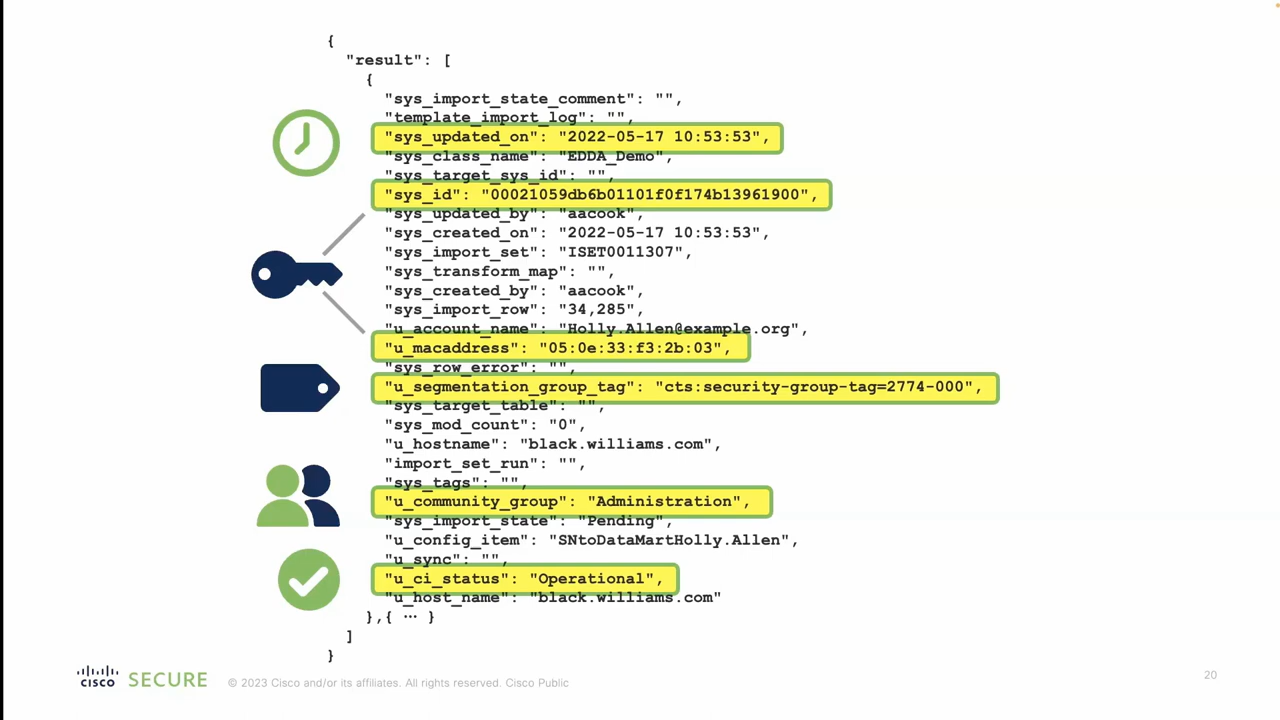 {
"result": [
{
"sys_import_state_comment": "",
"template_import_log": "",
"sys_updated_on": "2022-05-17 10:53:53",
"sys_class_name": "EDDA_Demo",
"sys_target_sys_id": "",
"sys_id": "00021059db6b01101f0f174b13961900",
"sys_updated_by": "aacook",
"sys_created_on": "2022-05-17 10:53:53",
"sys_import_set": "ISET0011307",
"sys_transform_map": "",
"sys_created_by": "aacook",
"sys_import_row": "34,285",
"u_account_name": "Holly.Allen@example.org",
"u_macaddress": "05:0e:33:f3:2b:03",
"sys_row_error": "",
"u_segmentation_group_tag": "cts:security-group-tag=2774-000",
"sys_target_table": "",
"sys_mod_count": "0",
"u_hostname": "black.williams.com",
"import_set_run": "",
"sys_tags": "",
"u_community_group": "Administration",
"sys_import_state": "Pending",
"u_config_item": "SNtoDataMartHolly.Allen",
"u_sync": "",
"u_ci_status": "Operational",
"u_host_name": "black.williams.com"
},{ … }
]
}
CISCO SECURE © 2023 Cisco and/or its affiliates. All rights reserved. Cisco Public 20